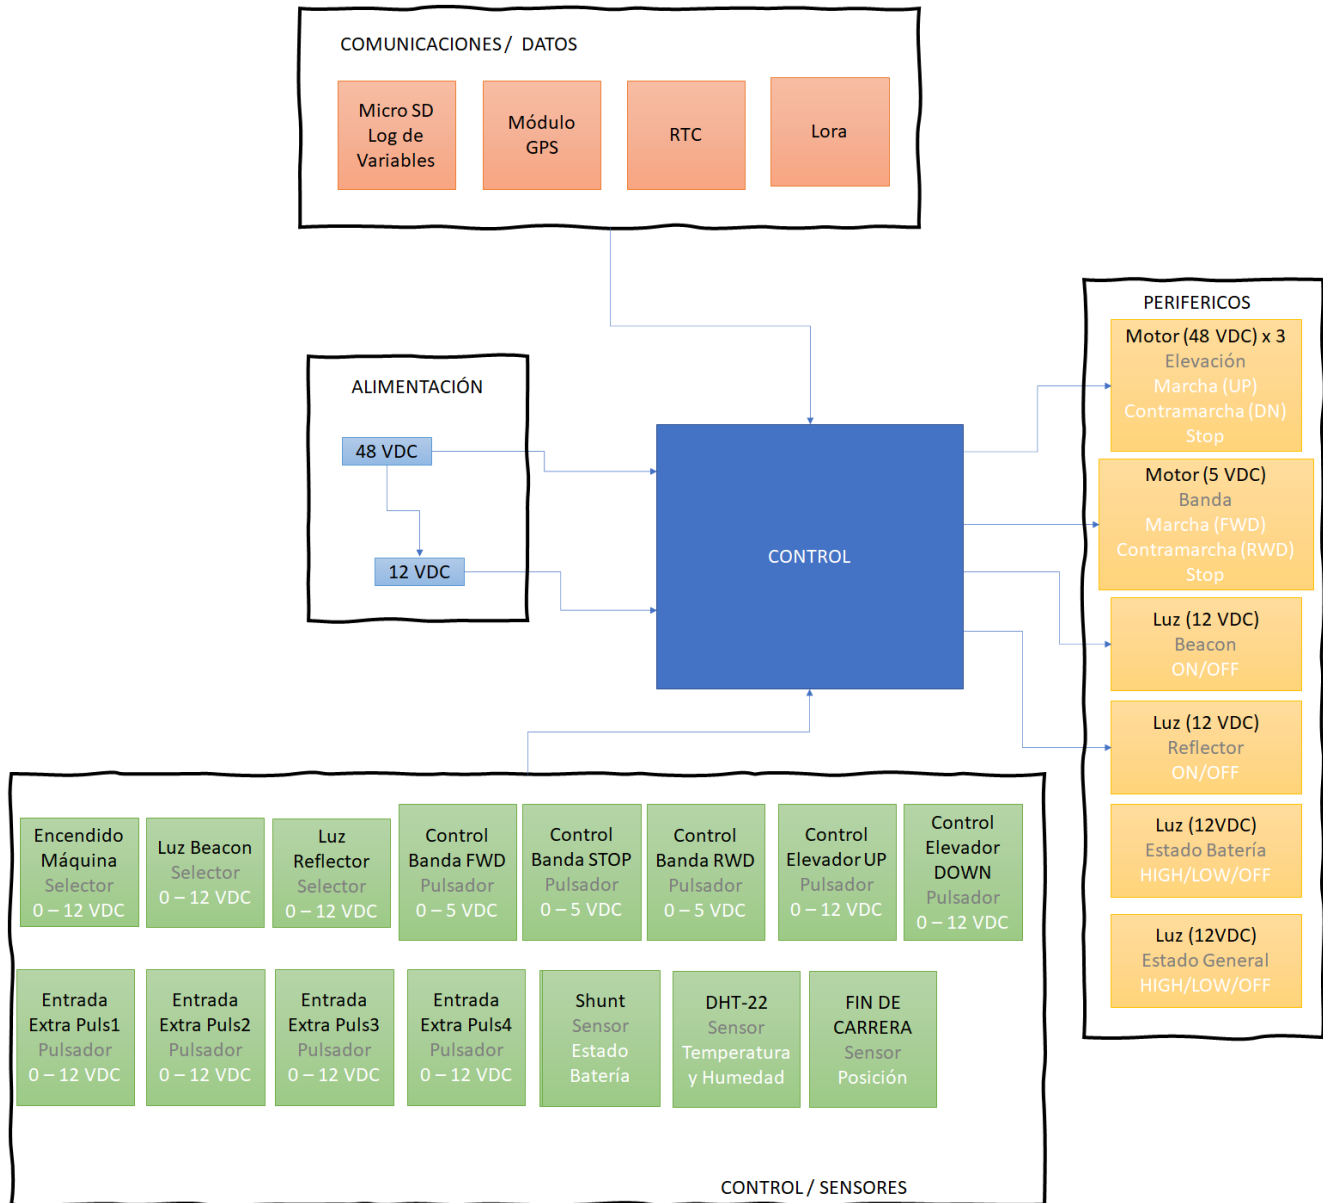 COMUNICACIONES / DATOS
Micro SD
Log de
Variables
Módulo
GPS
RTC
Lora
ALIMENTACIÓN
48 VDC
12 VDC
CONTROL
PERIFERICOS
Motor (48 VDC) x 3
Elevación
Marcha (UP)
Contramarcha (DN)
Stop
Motor (5 VDC)
Banda
Marcha (FWD)
Contramarcha (RWD)
Stop
Luz (12 VDC)
Beacon
ON/OFF
Luz (12 VDC)
Reflector
ON/OFF
Luz (12VDC)
Estado Batería
HIGH/LOW/OFF
Luz (12VDC)
Estado General
HIGH/LOW/OFF
Encendido
Máquina
Selector
0 – 12 VDC
Luz Beacon
Selector
0 – 12 VDC
Luz
Reflector
Selector
0 – 12 VDC
Control
Banda FWD
Pulsador
0 – 5 VDC
Control
Banda STOP
Pulsador
0 – 5 VDC
Control
Banda RWD
Pulsador
0 – 5 VDC
Control
Elevador UP
Pulsador
0 – 12 VDC
Control
Elevador
DOWN
Pulsador
0 – 12 VDC
Entrada
Extra Puls1
Pulsador
0 – 12 VDC
Entrada
Extra Puls2
Pulsador
0 – 12 VDC
Entrada
Extra Puls3
Pulsador
0 – 12 VDC
Entrada
Extra Puls4
Pulsador
0 – 12 VDC
Shunt
Sensor
Estado
Batería
DHT-22
Sensor
Temperatura
y Humedad
FIN DE
CARRERA
Sensor
Posición
CONTROL / SENSORES